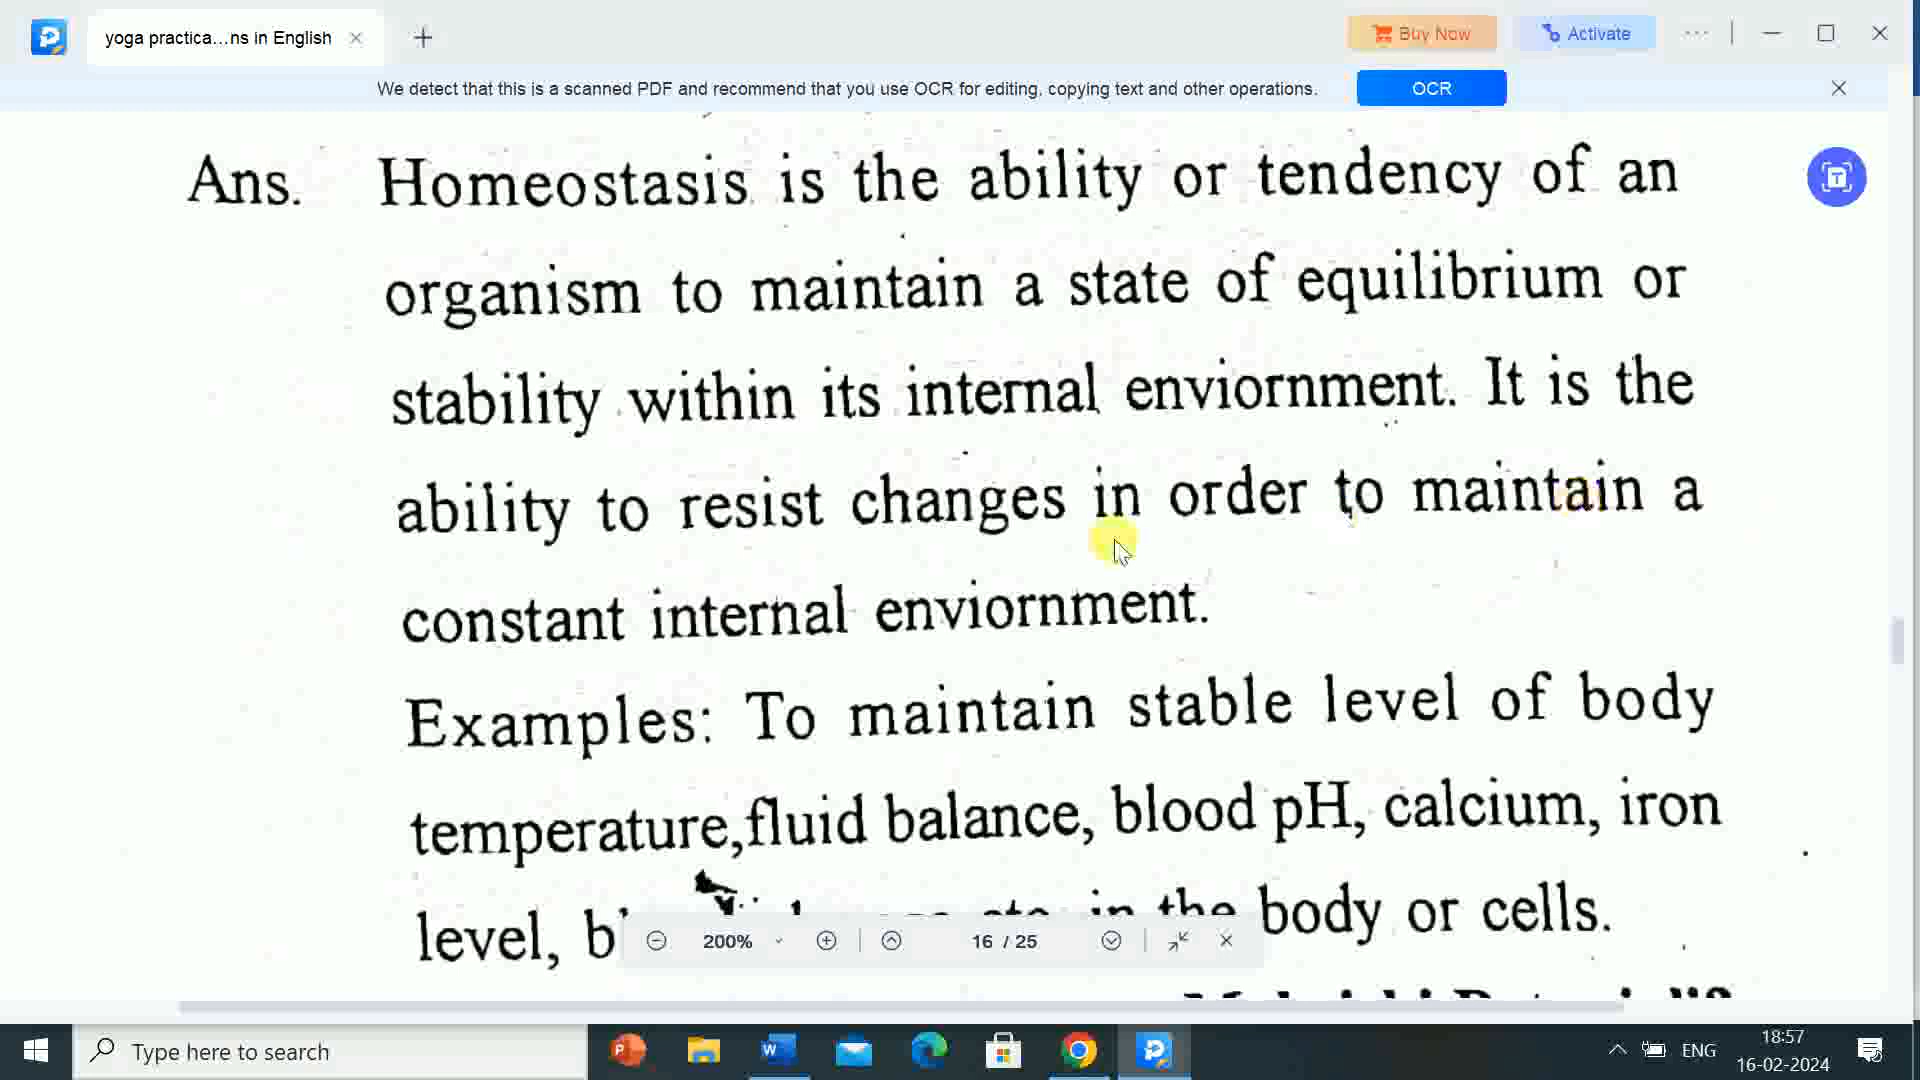 yoga practica...ns in English
Buy Now
Activate
We detect that this is a scanned PDF and recommend that you use OCR for editing, copying text and other operations.
OCR
Ans. Homeostasis is the ability or tendency of an
organism to maintain a state of equilibrium or
stability within its internal enviornment. It is the
ability to resist changes in order to maintain a
constant internal enviornment.
Examples: To maintain stable level of body
temperature,fluid balance, blood pH, calcium, iron
level, in the body or cells.
200%
16 / 25
Type here to search
ENG
18:57
16-02-2024